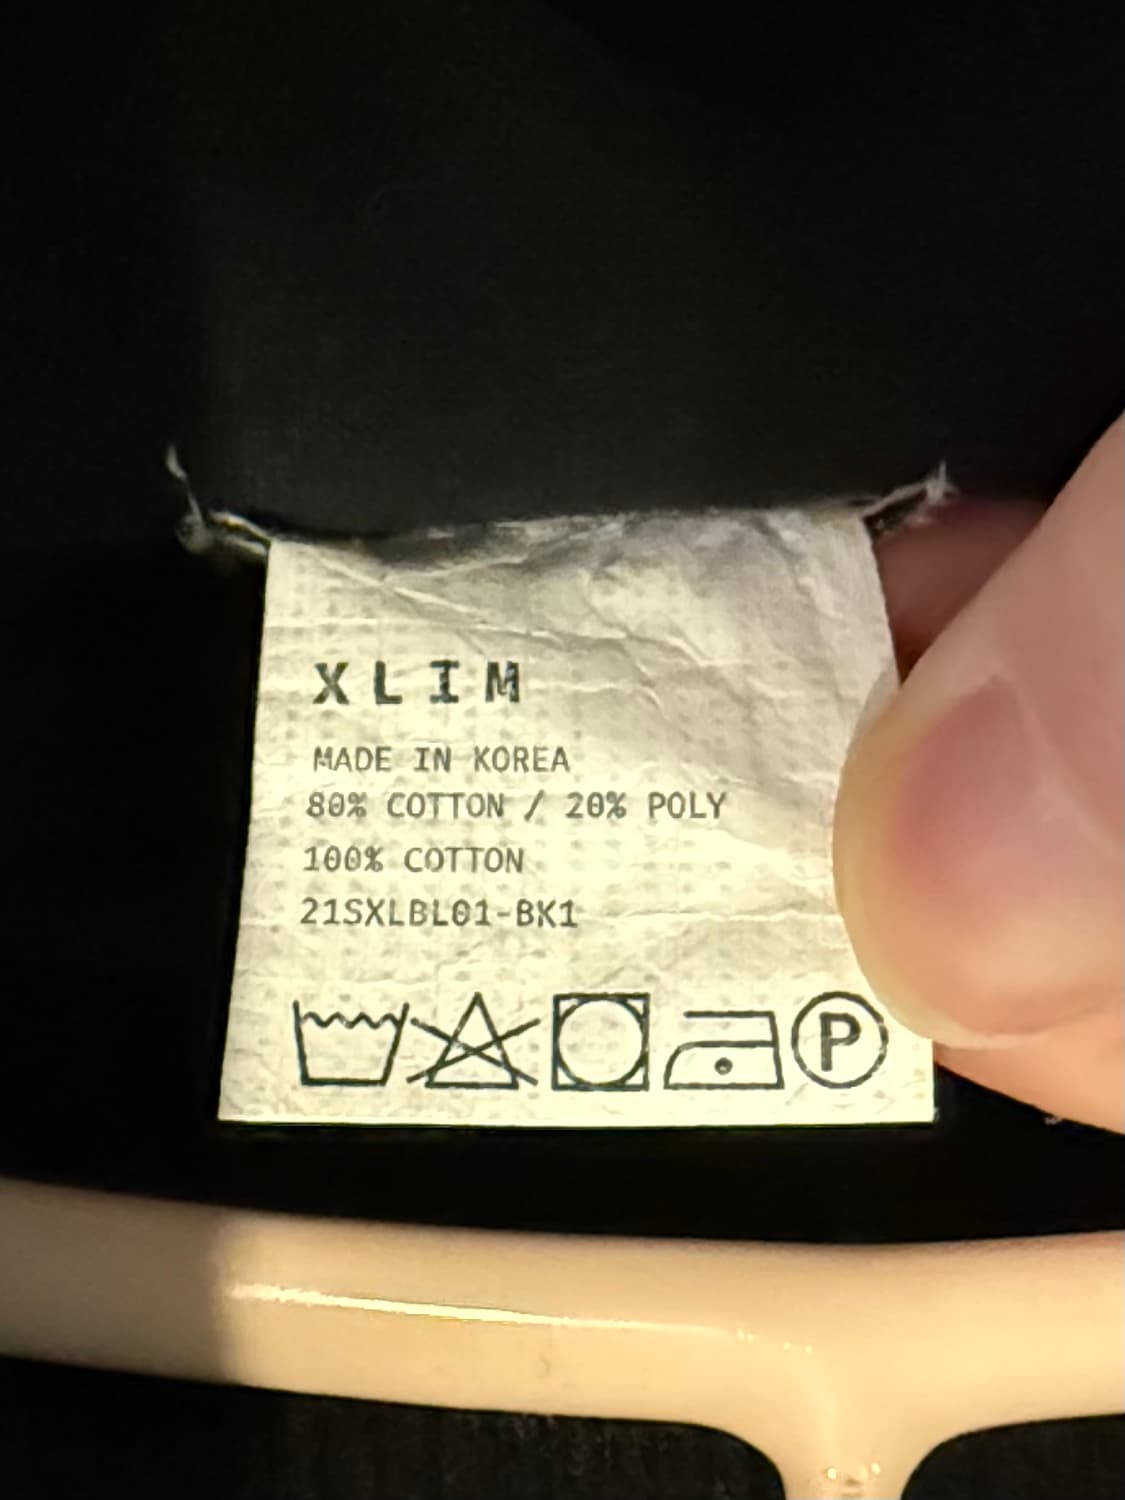 XLIM
MADE IN KOREA
80% COTTON / 20% POLY
100% COTTON
21SXLBL01-BK1
P